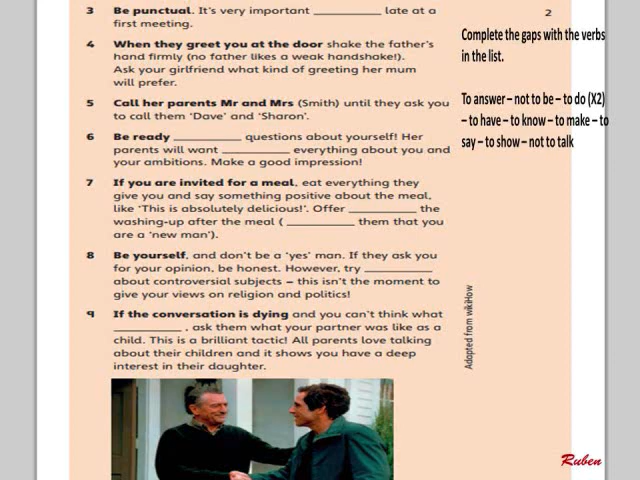 3 Be punctual. It's very important ____________ late at a
first meeting.
4 When they greet you at the door shake the father's
hand firmly (no father likes a weak handshake!).
Ask your girlfriend what kind of greeting her mum
will prefer.
5 Call her parents Mr and Mrs (Smith) until they ask you
to call them 'Dave' and 'Sharon'.
6 Be ready ____________ questions about yourself! Her
parents will want ____________ everything about you and
your ambitions. Make a good impression!
7 If you are invited for a meal, eat everything they
give you and say something positive about the meal,
like 'This is absolutely delicious!'. Offer ____________ the
washing-up after the meal ( ____________ them that you
are a 'new man').
8 Be yourself, and don't be a 'yes' man. If they ask you
for your opinion, be honest. However, try ____________
about controversial subjects – this isn't the moment to
give your views on religion and politics!
9 If the conversation is dying and you can't think what
____________ , ask them what your partner was like as a
child. This is a brilliant tactic! All parents love talking
about their children and it shows you have a deep
interest in their daughter.
2
Complete the gaps with the verbs
in the list.
To answer – not to be – to do (X2)
– to have – to know – to make – to
say – to show – not to talk
Adapted from wikiHow
Ruben